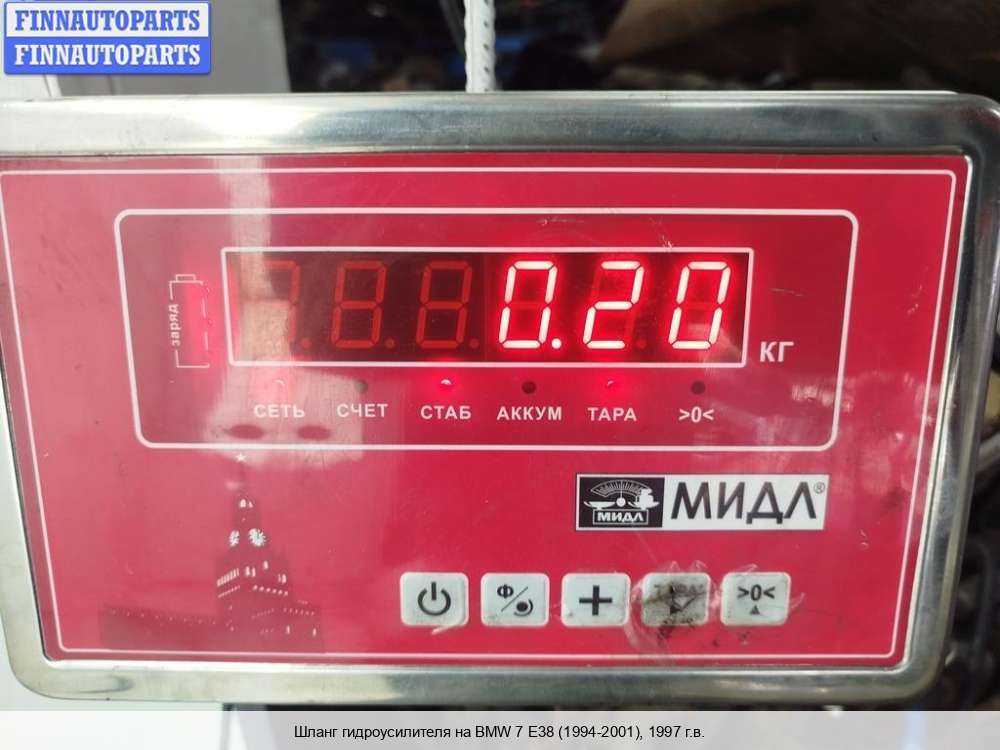 FINNAUTOPARTS
FINNAUTOPARTS
заряд
0.20
КГ
СЕТЬ СЧЕТ СТАБ АККУМ ТАРА >0<
МИДЛ МИДЛ®
Ф >0<
Шланг гидроусилителя на BMW 7 E38 (1994-2001), 1997 г.в.